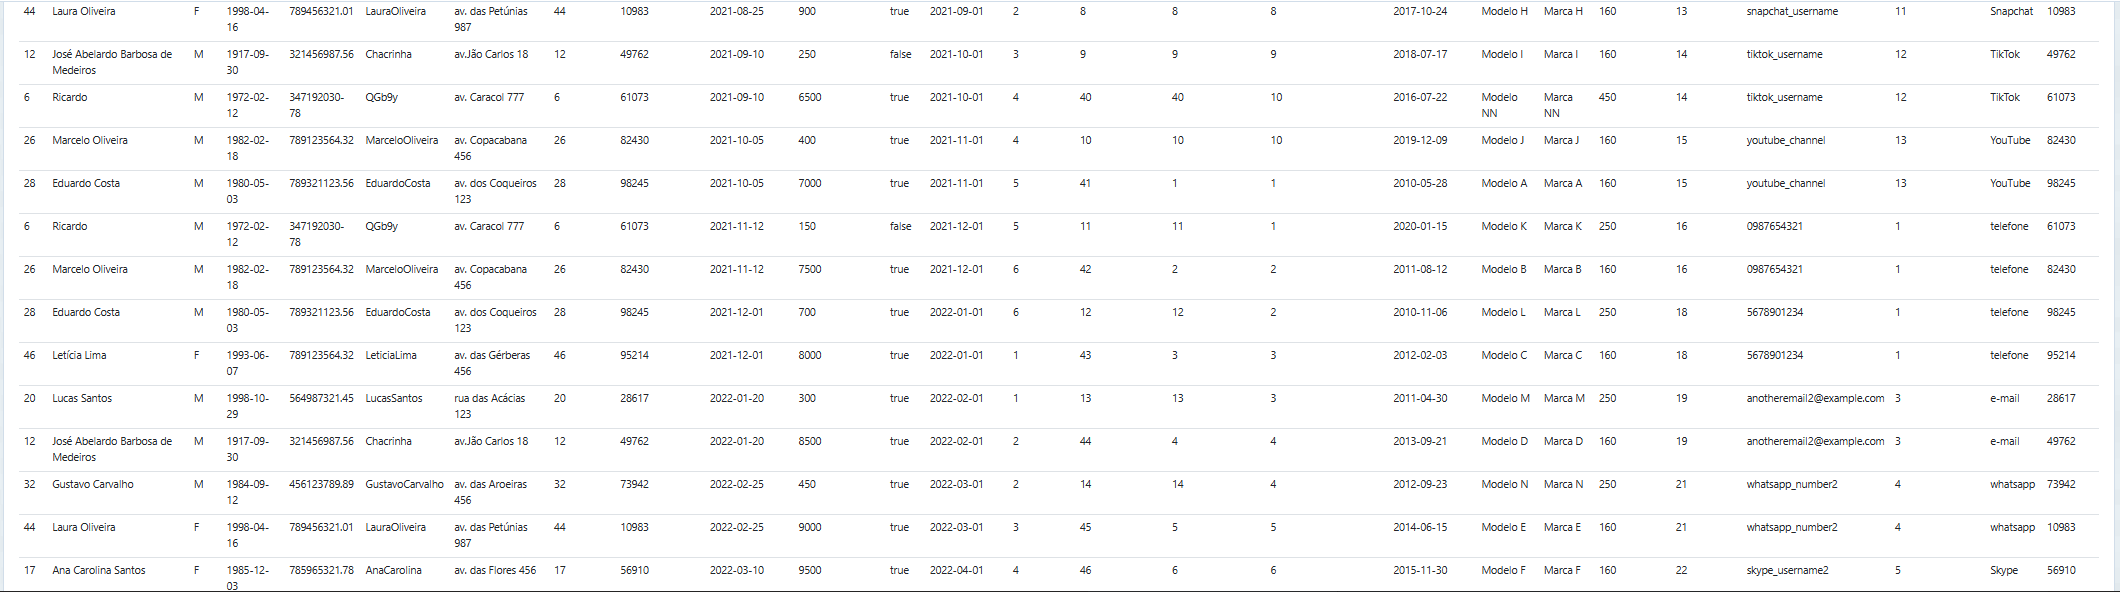 44 Laura Oliveira F 1998-04- 789456321.01 LauraOliveira av. das Petúnias 44 10983 2021-08-25 900 true 2021-09-01 2 8 8 8 2017-10-24 Modelo H Marca H 160 13 snapchat_username 11 Snapchat 10983
16 987
12 José Abelardo Barbosa de M 1917-09- 321456987.56 Chacrinha av.Jão Carlos 18 12 49762 2021-09-10 250 false 2021-10-01 3 9 9 9 2018-07-17 Modelo I Marca I 160 14 tiktok_username 12 TikTok 49762
Medeiros 30
6 Ricardo M 1972-02- 347192030- QGb9y av. Caracol 777 6 61073 2021-09-10 6500 true 2021-10-01 4 40 40 10 2016-07-22 Modelo Marca 450 14 tiktok_username 12 TikTok 61073
12 78 NN NN
26 Marcelo Oliveira M 1982-02- 789123564.32 MarceloOliveira av. Copacabana 26 82430 2021-10-05 400 true 2021-11-01 4 10 10 10 2019-12-09 Modelo J Marca J 160 15 youtube_channel 13 YouTube 82430
18 456
28 Eduardo Costa M 1980-05- 789321123.56 EduardoCosta av. dos Coqueiros 28 98245 2021-10-05 7000 true 2021-11-01 5 41 1 1 2010-05-28 Modelo A Marca A 160 15 youtube_channel 13 YouTube 98245
03 123
6 Ricardo M 1972-02- 347192030- QGb9y av. Caracol 777 6 61073 2021-11-12 150 false 2021-12-01 5 11 11 1 2020-01-15 Modelo K Marca K 250 16 0987654321 1 telefone 61073
12 78
26 Marcelo Oliveira M 1982-02- 789123564.32 MarceloOliveira av. Copacabana 26 82430 2021-11-12 7500 true 2021-12-01 6 42 2 2 2011-08-12 Modelo B Marca B 160 16 0987654321 1 telefone 82430
18 456
28 Eduardo Costa M 1980-05- 789321123.56 EduardoCosta av. dos Coqueiros 28 98245 2021-12-01 700 true 2022-01-01 6 12 12 2 2010-11-06 Modelo L Marca L 250 18 5678901234 1 telefone 98245
03 123
46 Letícia Lima F 1993-06- 789123564.32 LeticiaLima av. das Gérberas 46 95214 2021-12-01 8000 true 2022-01-01 1 43 3 3 2012-02-03 Modelo C Marca C 160 18 5678901234 1 telefone 95214
07 456
20 Lucas Santos M 1998-10- 564987321.45 LucasSantos rua das Acácias 20 28617 2022-01-20 300 true 2022-02-01 1 13 13 3 2011-04-30 Modelo M Marca M 250 19 anotheremail2@example.com 3 e-mail 28617
29 123
12 José Abelardo Barbosa de M 1917-09- 321456987.56 Chacrinha av.Jão Carlos 18 12 49762 2022-01-20 8500 true 2022-02-01 2 44 4 4 2013-09-21 Modelo D Marca D 160 19 anotheremail2@example.com 3 e-mail 49762
Medeiros 30
32 Gustavo Carvalho M 1984-09- 456123789.89 GustavoCarvalho av. das Aroeiras 32 73942 2022-02-25 450 true 2022-03-01 2 14 14 4 2012-09-23 Modelo N Marca N 250 21 whatsapp_number2 4 whatsapp 73942
12 456
44 Laura Oliveira F 1998-04- 789456321.01 LauraOliveira av. das Petúnias 44 10983 2022-02-25 9000 true 2022-03-01 3 45 5 5 2014-06-15 Modelo E Marca E 160 21 whatsapp_number2 4 whatsapp 10983
16 987
17 Ana Carolina Santos F 1985-12- 785965321.78 AnaCarolina av. das Flores 456 17 56910 2022-03-10 9500 true 2022-04-01 4 46 6 6 2015-11-30 Modelo F Marca F 160 22 skype_username2 5 Skype 56910
03